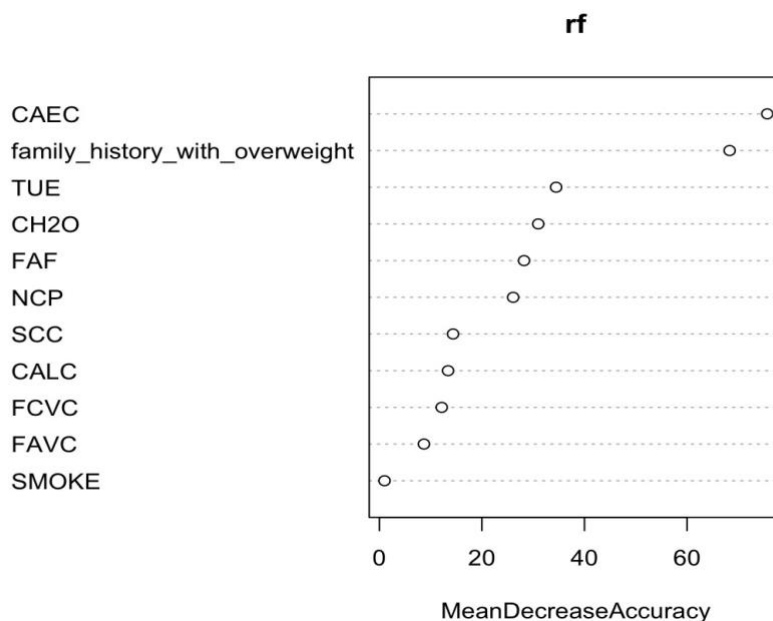 rf
CAEC
family_history_with_overweight
TUE
CH2O
FAF
NCP
SCC
CALC
FCVC
FAVC
SMOKE
0 20 40 60
MeanDecreaseAccuracy